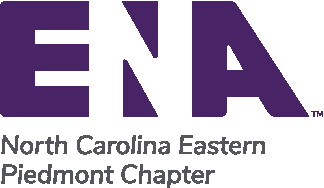 ENA™
North Carolina Eastern
Piedmont Chapter